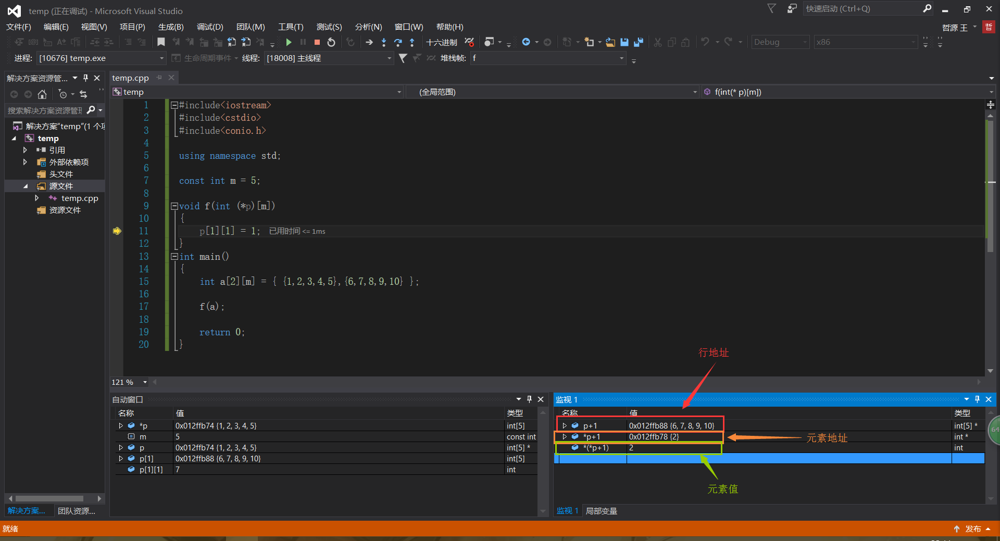 temp (正在调试) - Microsoft Visual Studio
快速启动 (Ctrl+Q)
文件(F) 编辑(E) 视图(V) 项目(P) 生成(B) 调试(D) 团队(M) 工具(T) 测试(S) 分析(N) 窗口(W) 帮助(H)
哲源 王 哲
十六进制 Debug x86
进程: [10676] temp.exe 生命周期事件 线程: [18008] 主线程 堆栈帧: f
解决方案资源管...
搜索解决方案资源管理
解决方案"temp"(1 个项
temp
引用
外部依赖项
头文件
源文件
temp.cpp
资源文件
解决方案... 团队资源...
temp.cpp
temp (全局范围) f(int(* p)[m])
1 #include<iostream>
2 #include<cstdio>
3 #include<conio.h>
4
5 using namespace std;
6
7 const int m = 5;
8
9 void f(int (*p)[m])
10 {
11 p[1][1] = 1; 已用时间 <= 1ms
12 }
13 int main()
14 {
15 int a[2][m] = { {1,2,3,4,5},{6,7,8,9,10} };
16
17 f(a);
18
19 return 0;
20 }
121 %
行地址
自动窗口
名称 值 类型
*p 0x012ffb74 {1, 2, 3, 4, 5} int[5]
m 5 const int
p 0x012ffb74 {1, 2, 3, 4, 5} int[5] *
p[1] 0x012ffb88 {6, 7, 8, 9, 10} int[5]
p[1][1] 7 int
监视 1
名称 值 类型
p+1 0x012ffb88 {6, 7, 8, 9, 10} int[5] *
*p+1 0x012ffb78 {2} int *
*(*p+1) 2 int
元素地址
元素值
64
监视 1 局部变量
就绪
发布